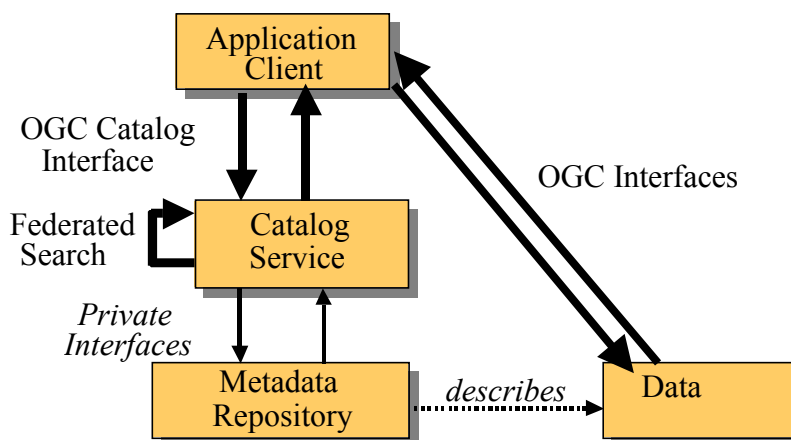 Application
Client
OGC Catalog
Interface
OGC Interfaces
Federated
Search
Catalog
Service
Private
Interfaces
Metadata
Repository
describes
Data